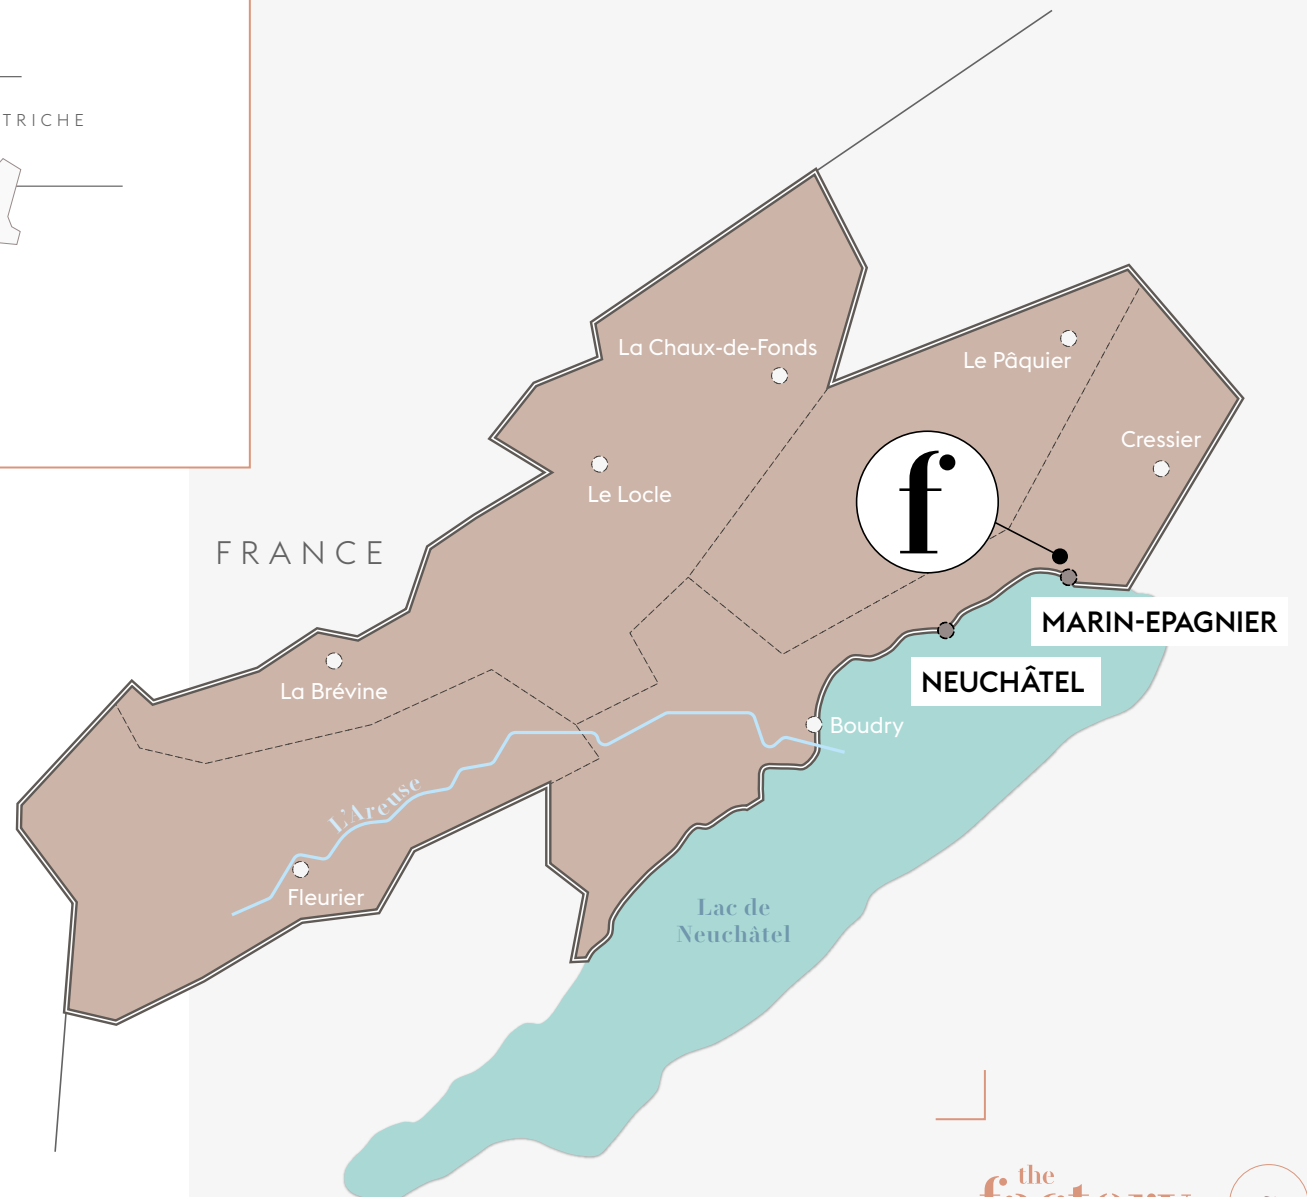 TRICHE
La Chaux-de-Fonds
Le Pâquier
Cressier
f
Le Locle
FRANCE
MARIN-EPAGNIER
NEUCHÂTEL
La Brévine
Boudry
L'Areuse
Fleurier
Lac de
Neuchâtel
the